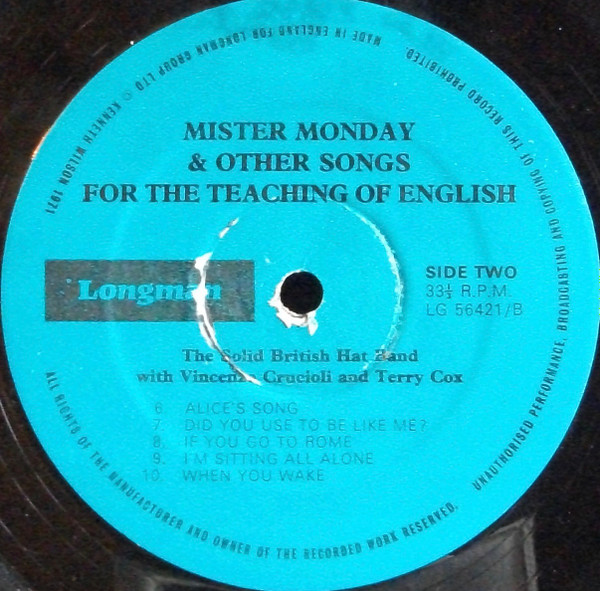 MISTER MONDAY
& OTHER SONGS
FOR THE TEACHING OF ENGLISH
Longman
SIDE TWO
33⅓ R.P.M.
LG 56421/B
The Solid British Hat Band
with Vincenzo Crucioli and Terry Cox
6. ALICE'S SONG
7. DID YOU USE TO BE LIKE ME?
8. IF YOU GO TO ROME
9. I'M SITTING ALL ALONE
10. WHEN YOU WAKE
ALL RIGHTS OF THE MANUFACTURER AND OWNER OF THE RECORDED WORK RESERVED. UNAUTHORISED PERFORMANCE, BROADCASTING AND COPYING OF THIS RECORD PROHIBITED
MADE IN ENGLAND FOR LONGMAN GROUP LTD © KENNETH WILSON 1971